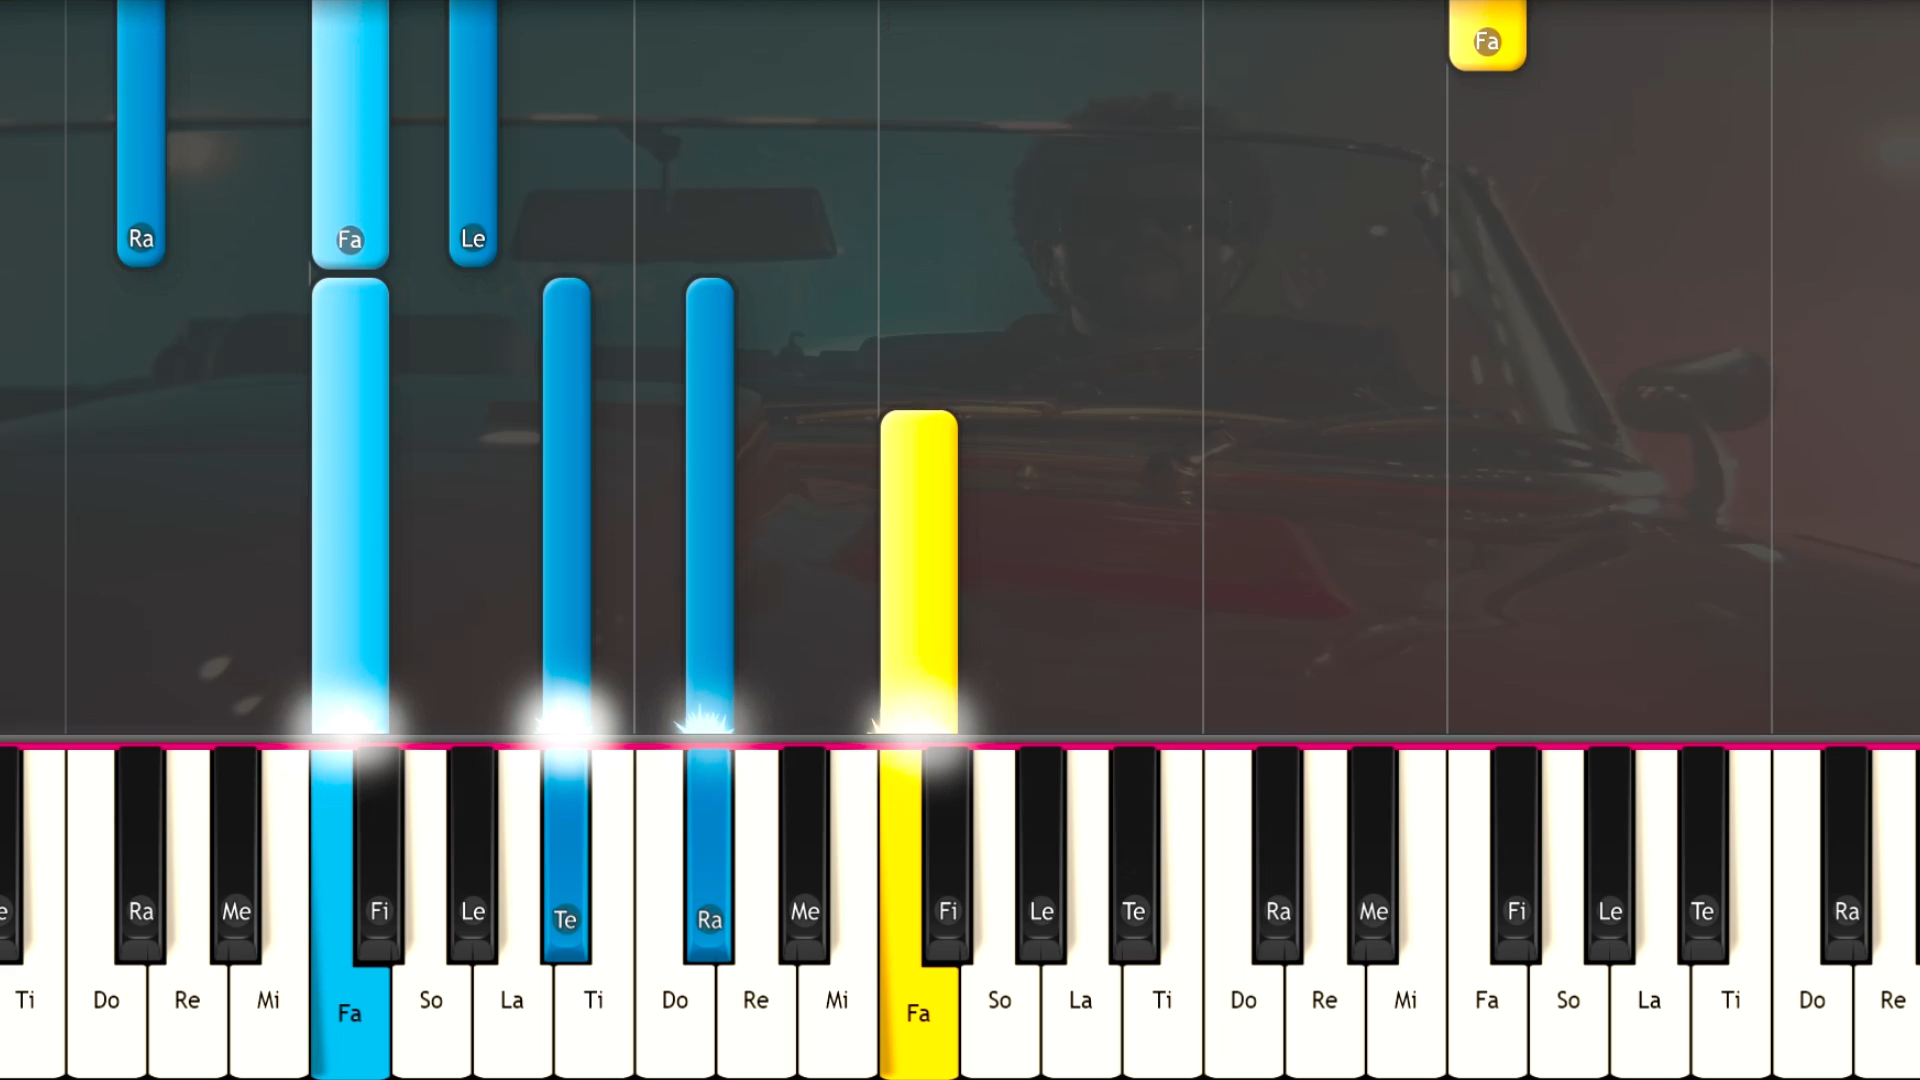 Fa
Ra Fa Le
e Ra Me Fi Le Te Ra Me Fi Le Te Ra Me Fi Le Te Ra
Ti Do Re Mi Fa So La Ti Do Re Mi Fa So La Ti Do Re Mi Fa So La Ti Do Re